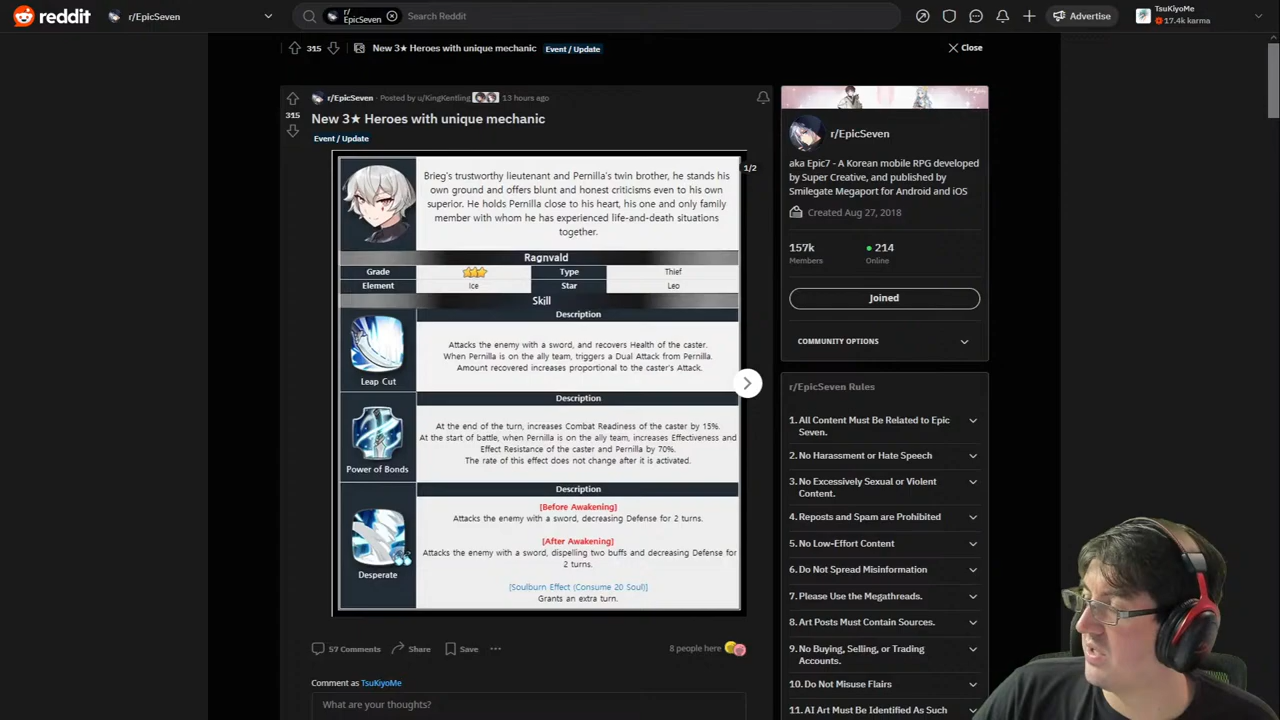 reddit
r/EpicSeven
r/
EpicSeven
Search Reddit
Advertise
TsuKiyoMe
17.4k karma
315
New 3★ Heroes with unique mechanic
Event / Update
Close
r/EpicSeven · Posted by u/KingKentling 13 hours ago
315
New 3★ Heroes with unique mechanic
Event / Update
1/2
Brieg's trustworthy lieutenant and Pernilla's twin brother, he stands his
own ground and offers blunt and honest criticisms even to his own
superior. He holds Pernilla close to his heart, his one and only family
member with whom he has experienced life-and-death situations
together.
Ragnvald
Grade
Type
Thief
Element
Ice
Star
Leo
Skill
Description
Attacks the enemy with a sword, and recovers Health of the caster.
When Pernilla is on the ally team, triggers a Dual Attack from Pernilla.
Amount recovered increases proportional to the caster's Attack.
Leap Cut
Description
At the end of the turn, increases Combat Readiness of the caster by 15%.
At the start of battle, when Pernilla is on the ally team, increases Effectiveness and
Effect Resistance of the caster and Pernilla by 70%.
The rate of this effect does not change after it is activated.
Power of Bonds
Description
[Before Awakening]
Attacks the enemy with a sword, decreasing Defense for 2 turns.
[After Awakening]
Attacks the enemy with a sword, dispelling two buffs and decreasing Defense for
2 turns.
[Soulburn Effect (Consume 20 Soul)]
Grants an extra turn.
Desperate
57 Comments
Share
Save
8 people here
Comment as TsuKiyoMe
What are your thoughts?
r/EpicSeven
aka Epic7 - A Korean mobile RPG developed
by Super Creative, and published by
Smilegate Megaport for Android and iOS
Created Aug 27, 2018
157k
214
Members
Online
Joined
COMMUNITY OPTIONS
r/EpicSeven Rules
1. All Content Must Be Related to Epic
Seven.
2. No Harassment or Hate Speech
3. No Excessively Sexual or Violent
Content.
4. Reposts and Spam are Prohibited
5. No Low-Effort Content
6. Do Not Spread Misinformation
7. Please Use the Megathreads.
8. Art Posts Must Contain Sources.
9. No Buying, Selling, or Trading
Accounts.
10. Do Not Misuse Flairs
11. AI Art Must Be Identified As Such